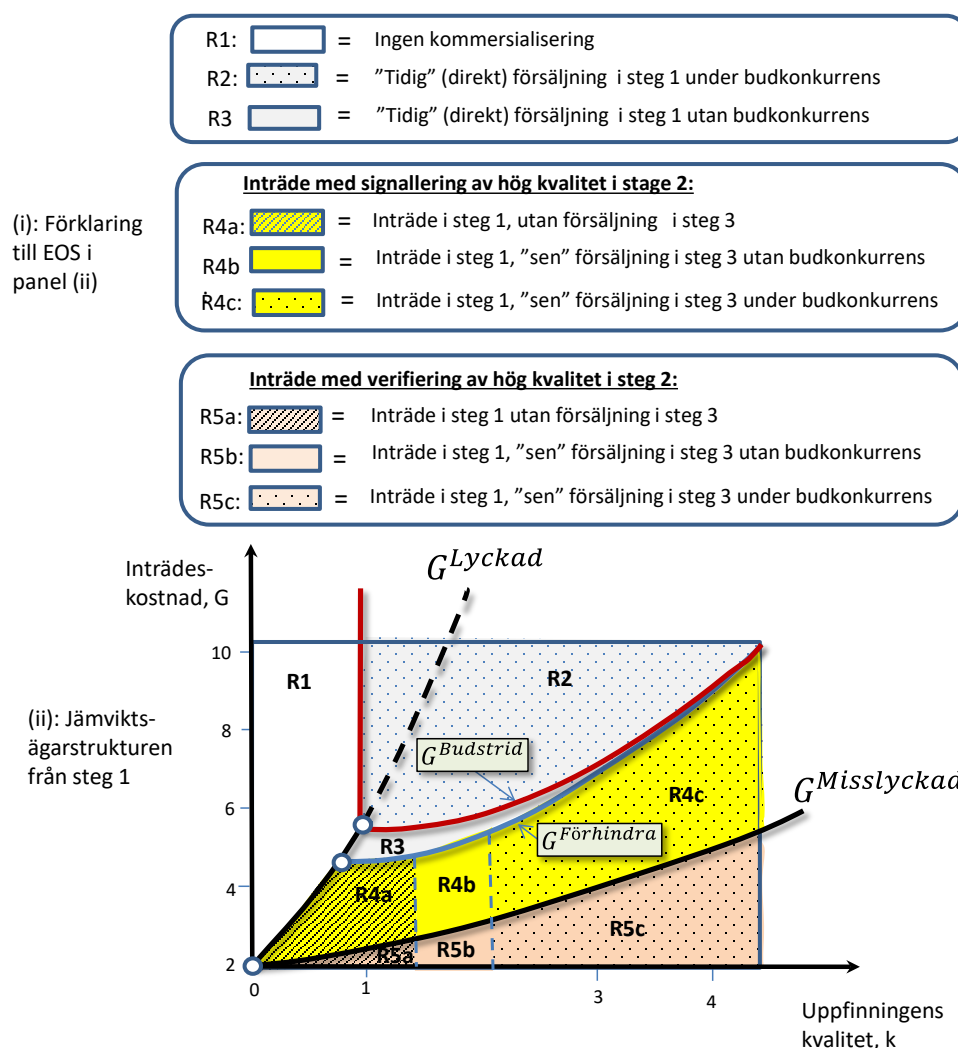 R1: = Ingen kommersialisering
R2: = ”Tidig” (direkt) försäljning i steg 1 under budkonkurrens
R3 = ”Tidig” (direkt) försäljning i steg 1 utan budkonkurrens
(i): Förklaring
till EOS i
panel (ii)
Inträde med signallering av hög kvalitet i stage 2:
R4a: = Inträde i steg 1, utan försäljning i steg 3
R4b = Inträde i steg 1, ”sen” försäljning i steg 3 utan budkonkurrens
R4c: = Inträde i steg 1, ”sen” försäljning i steg 3 under budkonkurrens
Inträde med verifiering av hög kvalitet i steg 2:
R5a: = Inträde i steg 1 utan försäljning i steg 3
R5b: = Inträde i steg 1, ”sen” försäljning i steg 3 utan budkonkurrens
R5c: = Inträde i steg 1, ”sen” försäljning i steg 3 under budkonkurrens
Inträdes-
kostnad, G
G^Lyckad
10
R1
R2
(ii): Jämvikts-
ägarstrukturen
från steg 1
8
G^Budstrid
R4c
G^Misslyckad
6
G^Förhindra
R3
4
R4a
R4b
R5c
R5a
R5b
2
0
1
3
4
Uppfinningens
kvalitet, k